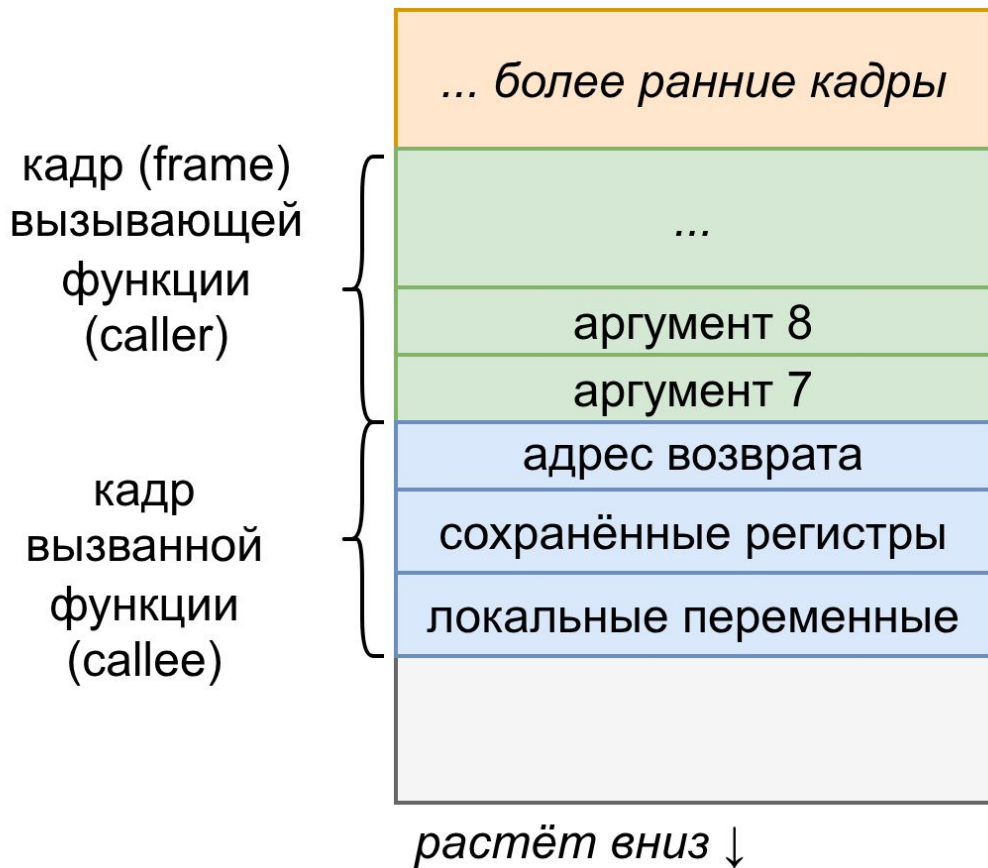 ... более ранние кадры
кадр (frame)
вызывающей
функции
(caller)
...
аргумент 8
аргумент 7
адрес возврата
кадр
вызванной
функции
(callee)
сохранённые регистры
локальные переменные
растёт вниз ↓